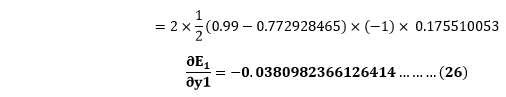 = 2 × 1/2 (0.99 − 0.772928465) × (−1) × 0.175510053
∂E₁/∂y1 = −0.0380982366126414 ... ... ... (26)